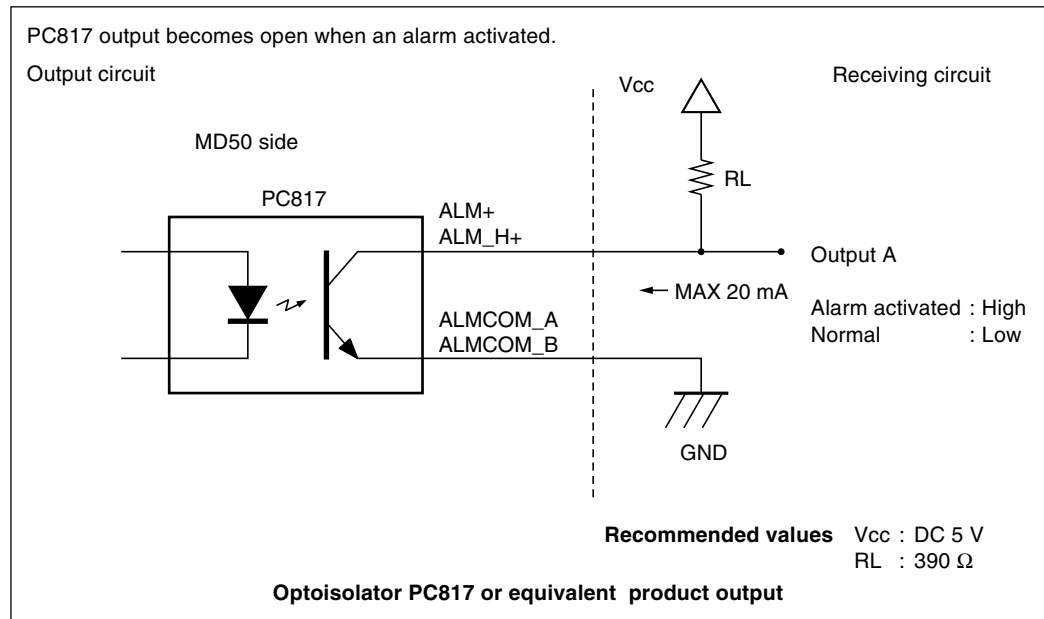 PC817 output becomes open when an alarm activated.
Output circuit
Receiving circuit
Vcc
MD50 side
RL
PC817
ALM+
ALM_H+
Output A
MAX 20 mA
Alarm activated : High
Normal : Low
ALMCOM_A
ALMCOM_B
GND
Recommended values Vcc : DC 5 V
RL : 390 Ω
Optoisolator PC817 or equivalent product output